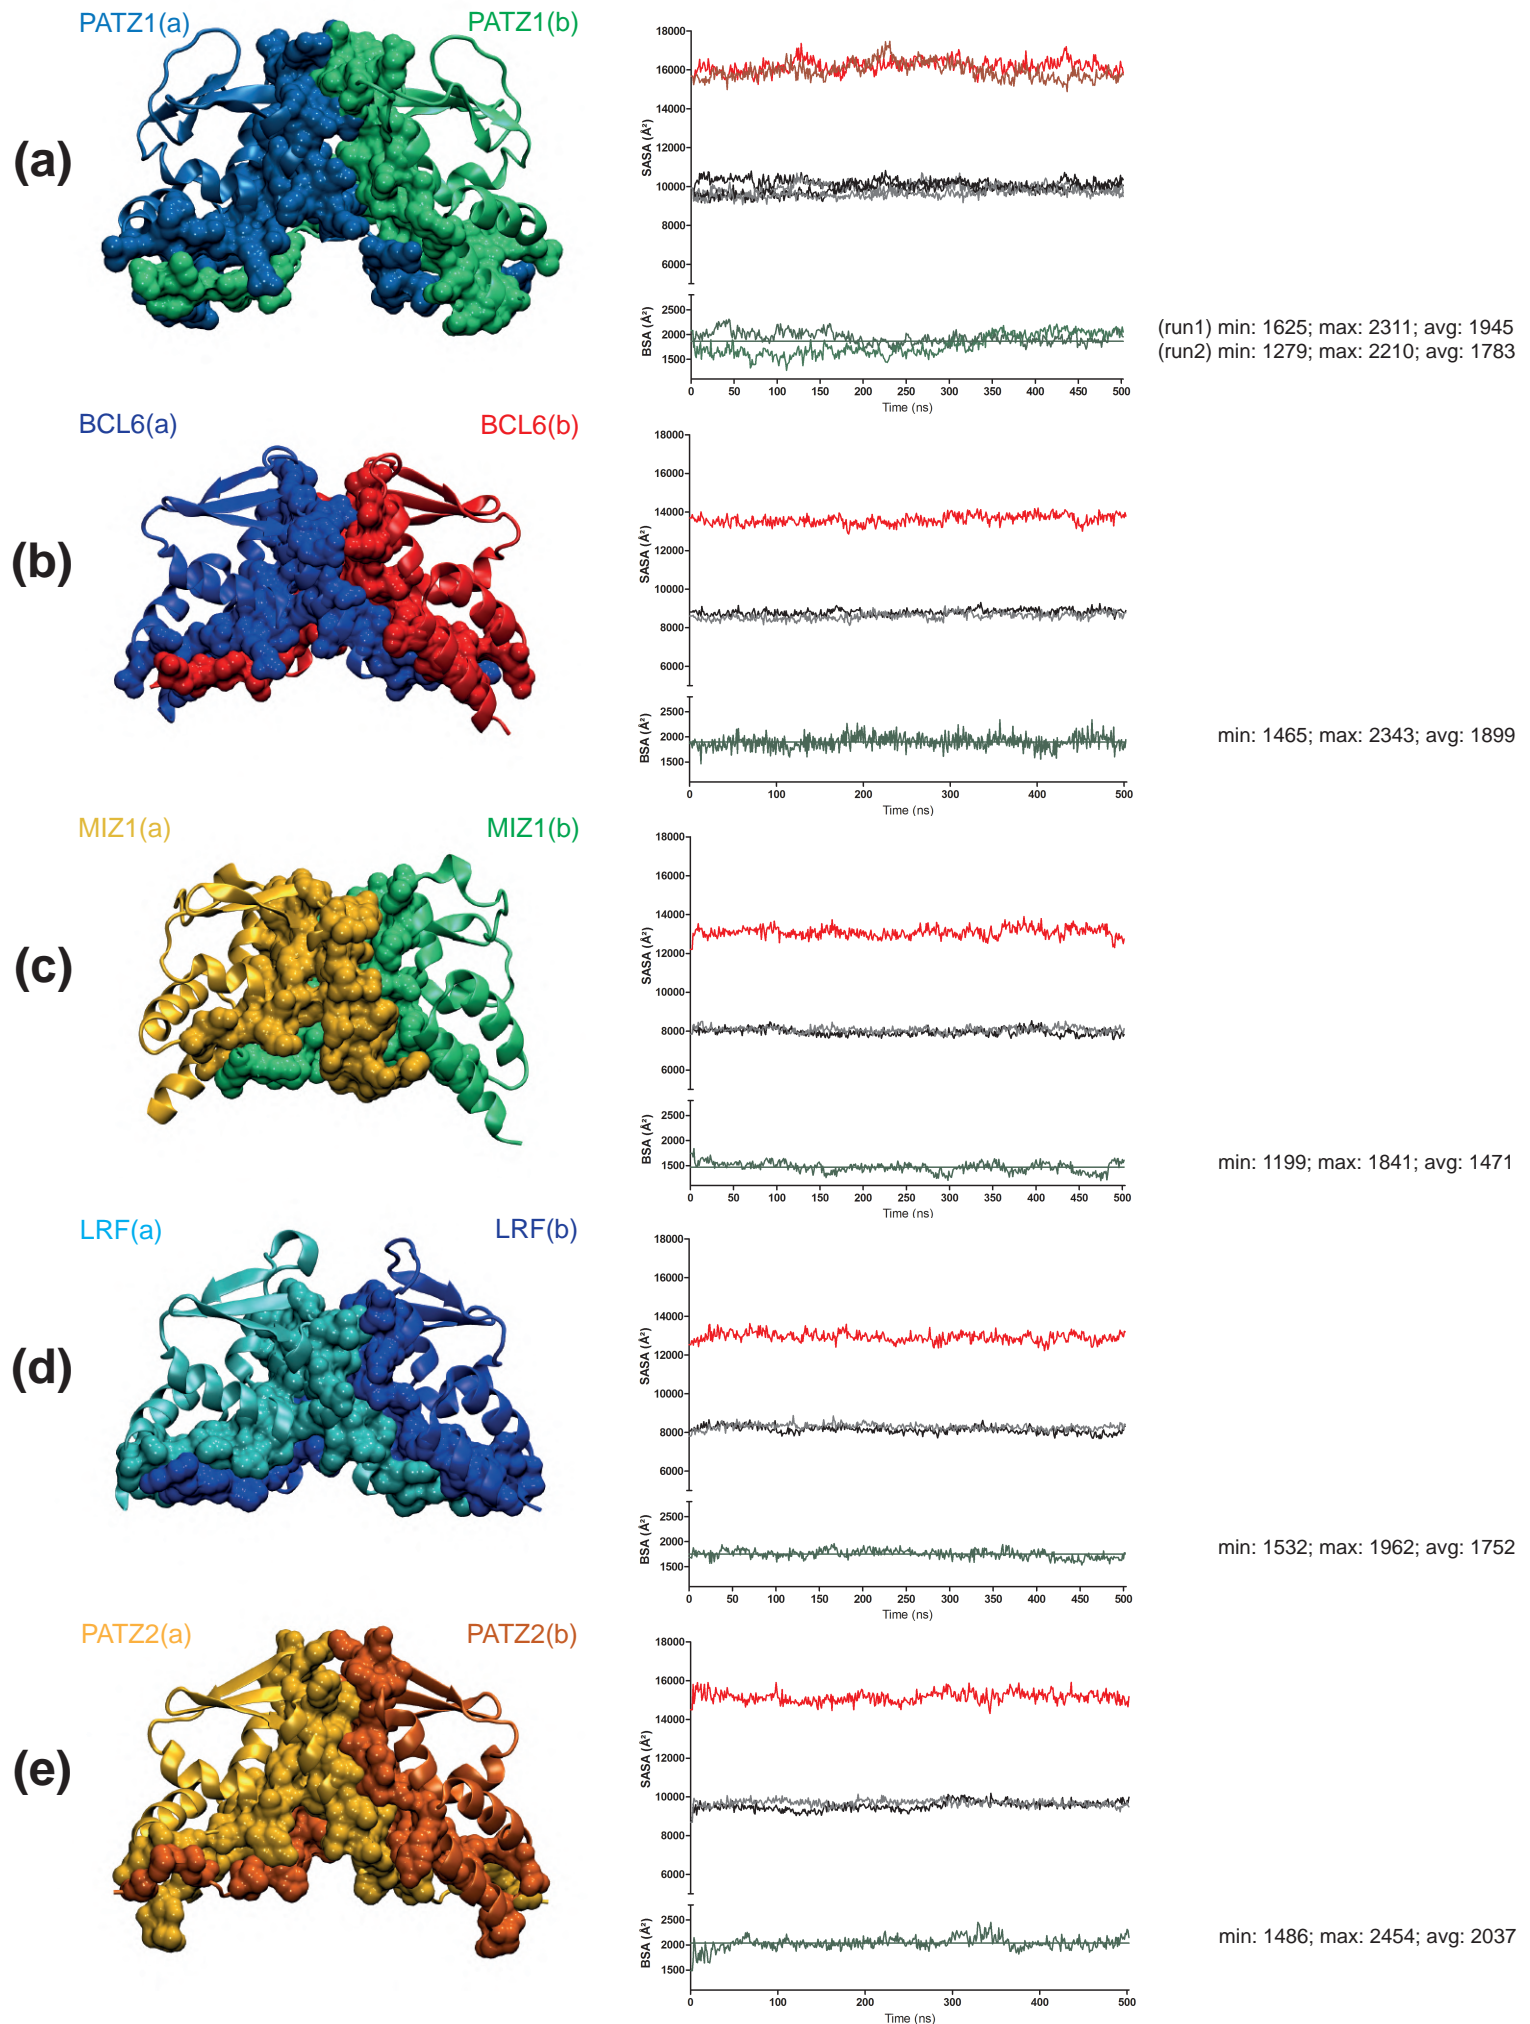 PATZ1(a) PATZ1(b)
(a)
18000
16000
14000
12000
10000
8000
6000
SASA (Å²)
2500
2000
1500
BSA (Å²)
0 50 100 150 200 250 300 350 400 450 500
Time (ns)
(run1) min: 1625; max: 2311; avg: 1945
(run2) min: 1279; max: 2210; avg: 1783
BCL6(a) BCL6(b)
(b)
18000
16000
14000
12000
10000
8000
6000
SASA (Å²)
2500
2000
1500
BSA (Å²)
0 100 200 300 400 500
Time (ns)
min: 1465; max: 2343; avg: 1899
MIZ1(a) MIZ1(b)
(c)
18000
16000
14000
12000
10000
8000
6000
SASA (Å²)
2500
2000
1500
BSA (Å²)
0 50 100 150 200 250 300 350 400 450 500
Time (ns)
min: 1199; max: 1841; avg: 1471
LRF(a) LRF(b)
(d)
18000
16000
14000
12000
10000
8000
6000
SASA (Å²)
2500
2000
1500
BSA (Å²)
0 50 100 150 200 250 300 350 400 450 500
Time (ns)
min: 1532; max: 1962; avg: 1752
PATZ2(a) PATZ2(b)
(e)
18000
16000
14000
12000
10000
8000
6000
SASA (Å²)
2500
2000
1500
BSA (Å²)
0 100 200 300 400 500
Time (ns)
min: 1486; max: 2454; avg: 2037